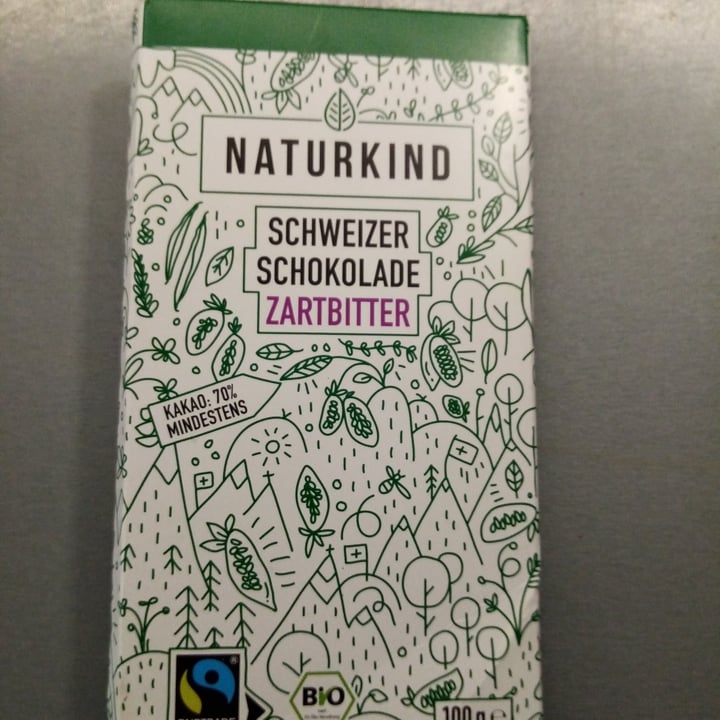 NATURKIND
SCHWEIZER
SCHOKOLADE
ZARTBITTER
KAKAO: 70%
MINDESTENS
BIO
100 g e